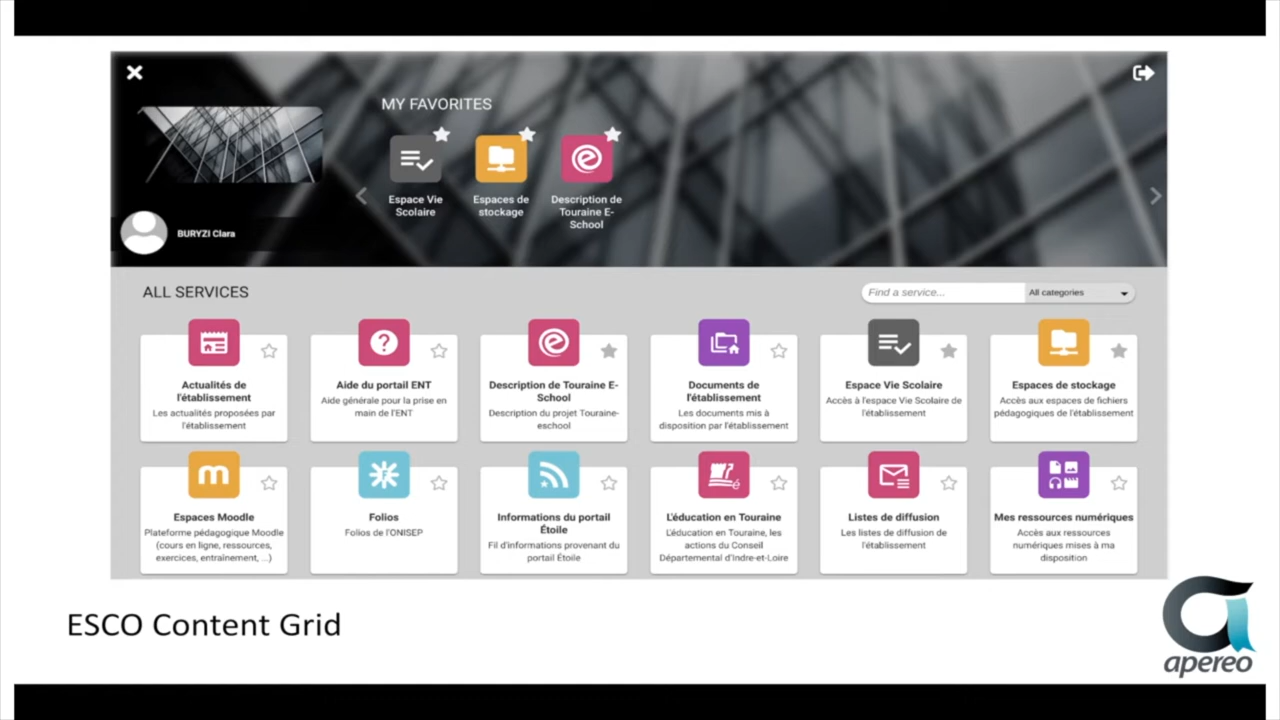 MY FAVORITES
Espace Vie
Scolaire
Espaces de
stockage
Description de
Touraine E-
School
BURYZI Clara
ALL SERVICES
Find a service...
All categories
Actualités de
l'établissement
Les actualités proposées par
l'établissement
Aide du portail ENT
Aide générale pour la prise en
main de l'ENT
Description de Touraine E-
School
Description du projet Touraine-
eschool
Documents de
l'établissement
Les documents mis à
disposition par l'établissement
Espace Vie Scolaire
Accès à l'espace Vie Scolaire de
l'établissement
Espaces de stockage
Accès aux espaces de fichiers
pédagogiques de l'établissement
Espaces Moodle
Plateforme pédagogique Moodle
(cours en ligne, ressources,
exercices, entraînement, ...)
Folios
Folios de l'ONISEP
Informations du portail
Étoile
Fil d'informations provenant du
portail Étoile
L'éducation en Touraine
L'éducation en Touraine, les
actions du Conseil
Départemental d'Indre-et-Loire
Listes de diffusion
Les listes de diffusion de
l'établissement
Mes ressources numériques
Accès aux ressources
numériques mises à ma
disposition
ESCO Content Grid
apereo